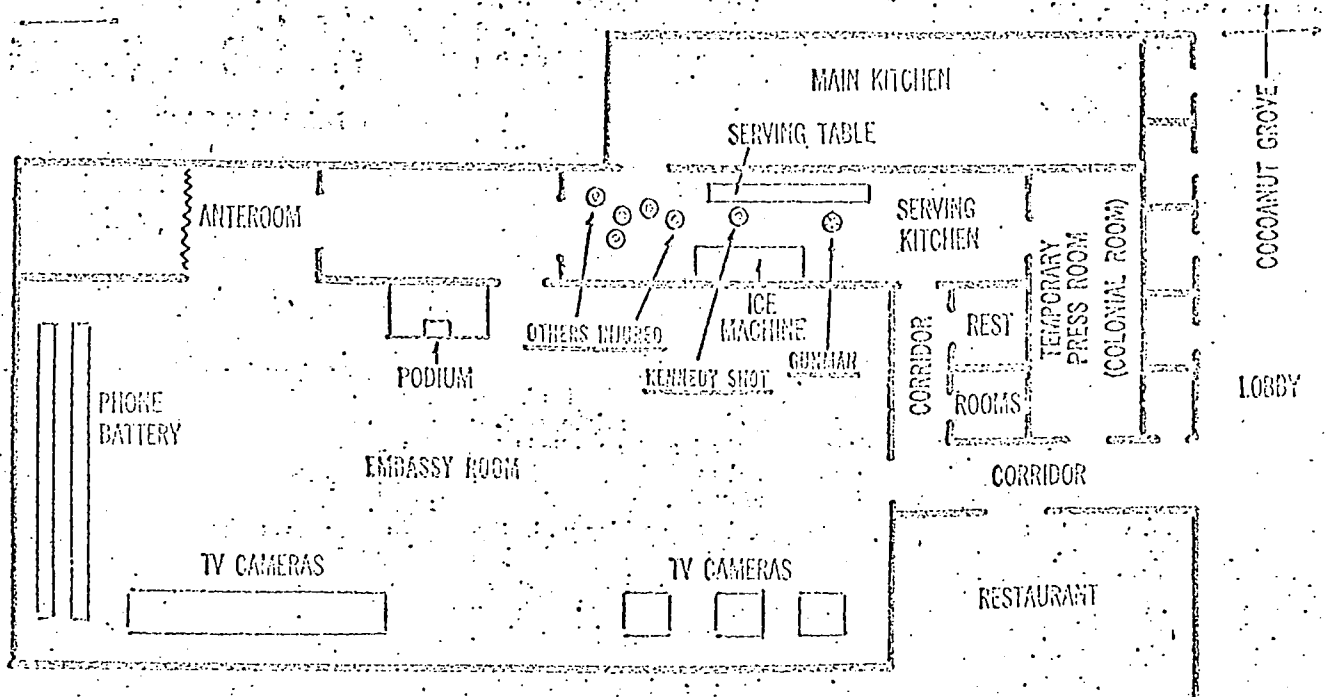 MAIN KITCHEN
SERVING TABLE
COCOANUT GROVE
ANTEROOM
SERVING
KITCHEN
TEMPORARY
PRESS ROOM
(COLONIAL ROOM)
OTHERS INJURED
ICE
MACHINE
KENNEDY SHOT
GUNMAN
CORRIDOR
REST
ROOMS
PODIUM
PHONE
BATTERY
LOBBY
EMBASSY ROOM
CORRIDOR
TV CAMERAS
TV CAMERAS
RESTAURANT